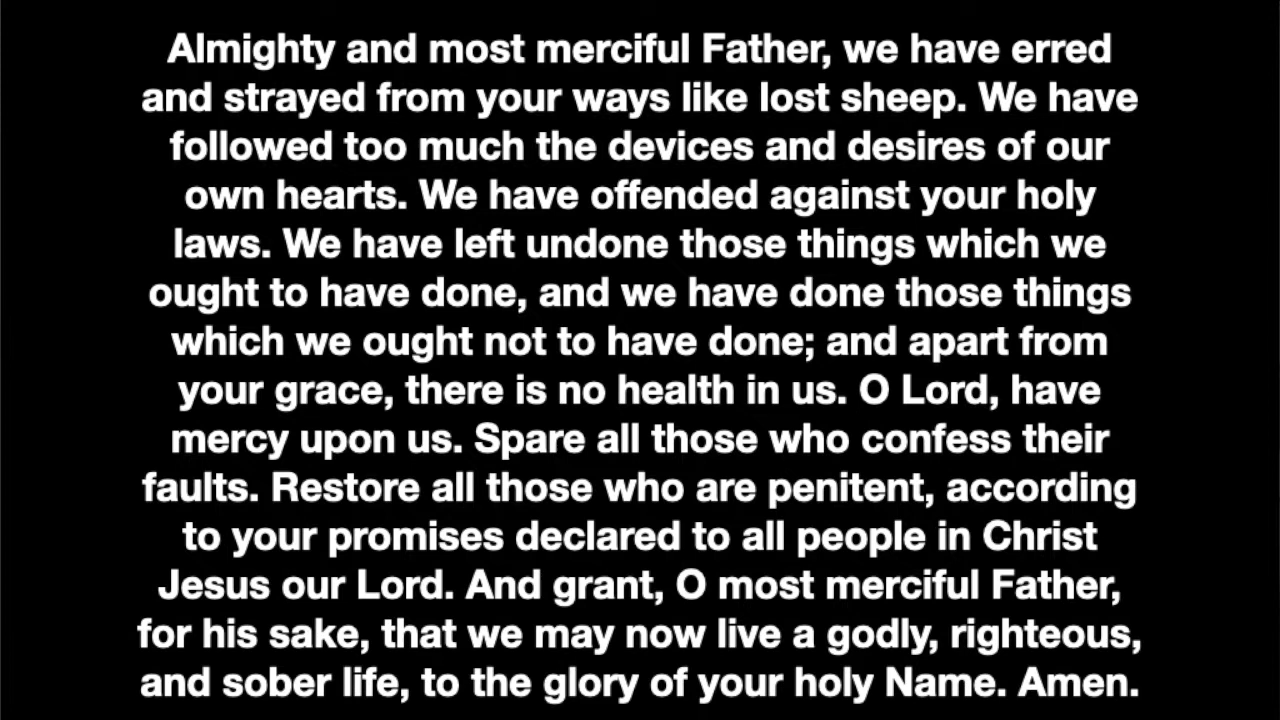 Almighty and most merciful Father, we have erred
and strayed from your ways like lost sheep. We have
followed too much the devices and desires of our
own hearts. We have offended against your holy
laws. We have left undone those things which we
ought to have done, and we have done those things
which we ought not to have done; and apart from
your grace, there is no health in us. O Lord, have
mercy upon us. Spare all those who confess their
faults. Restore all those who are penitent, according
to your promises declared to all people in Christ
Jesus our Lord. And grant, O most merciful Father,
for his sake, that we may now live a godly, righteous,
and sober life, to the glory of your holy Name. Amen.